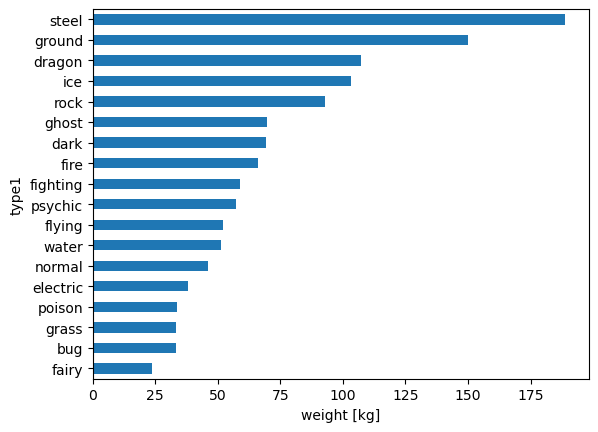 steel
ground
dragon
ice
rock
ghost
dark
fire
fighting
psychic
flying
water
normal
electric
poison
grass
bug
fairy
type1
0 25 50 75 100 125 150 175
weight [kg]